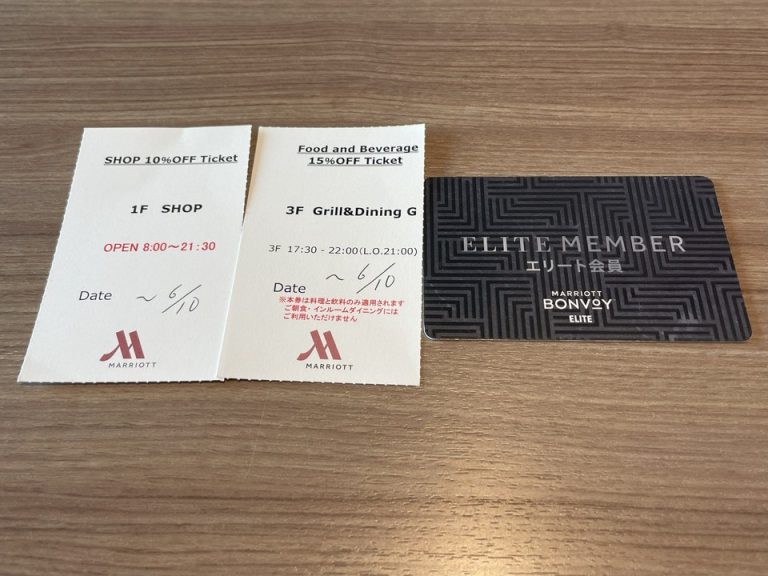 SHOP 10%OFF Ticket
1F SHOP
OPEN 8:00～21:30
Date ～ 6/10
MARRIOTT
Food and Beverage
15%OFF Ticket
3F Grill&Dining G
3F 17:30 - 22:00(L.O.21:00)
Date ～ 6/10
※本券は料理と飲料のみ適用されます
ご朝食・インルームダイニングには
ご利用いただけません
MARRIOTT
ELITE MEMBER
エリート会員
MARRIOTT
BONVOY
ELITE